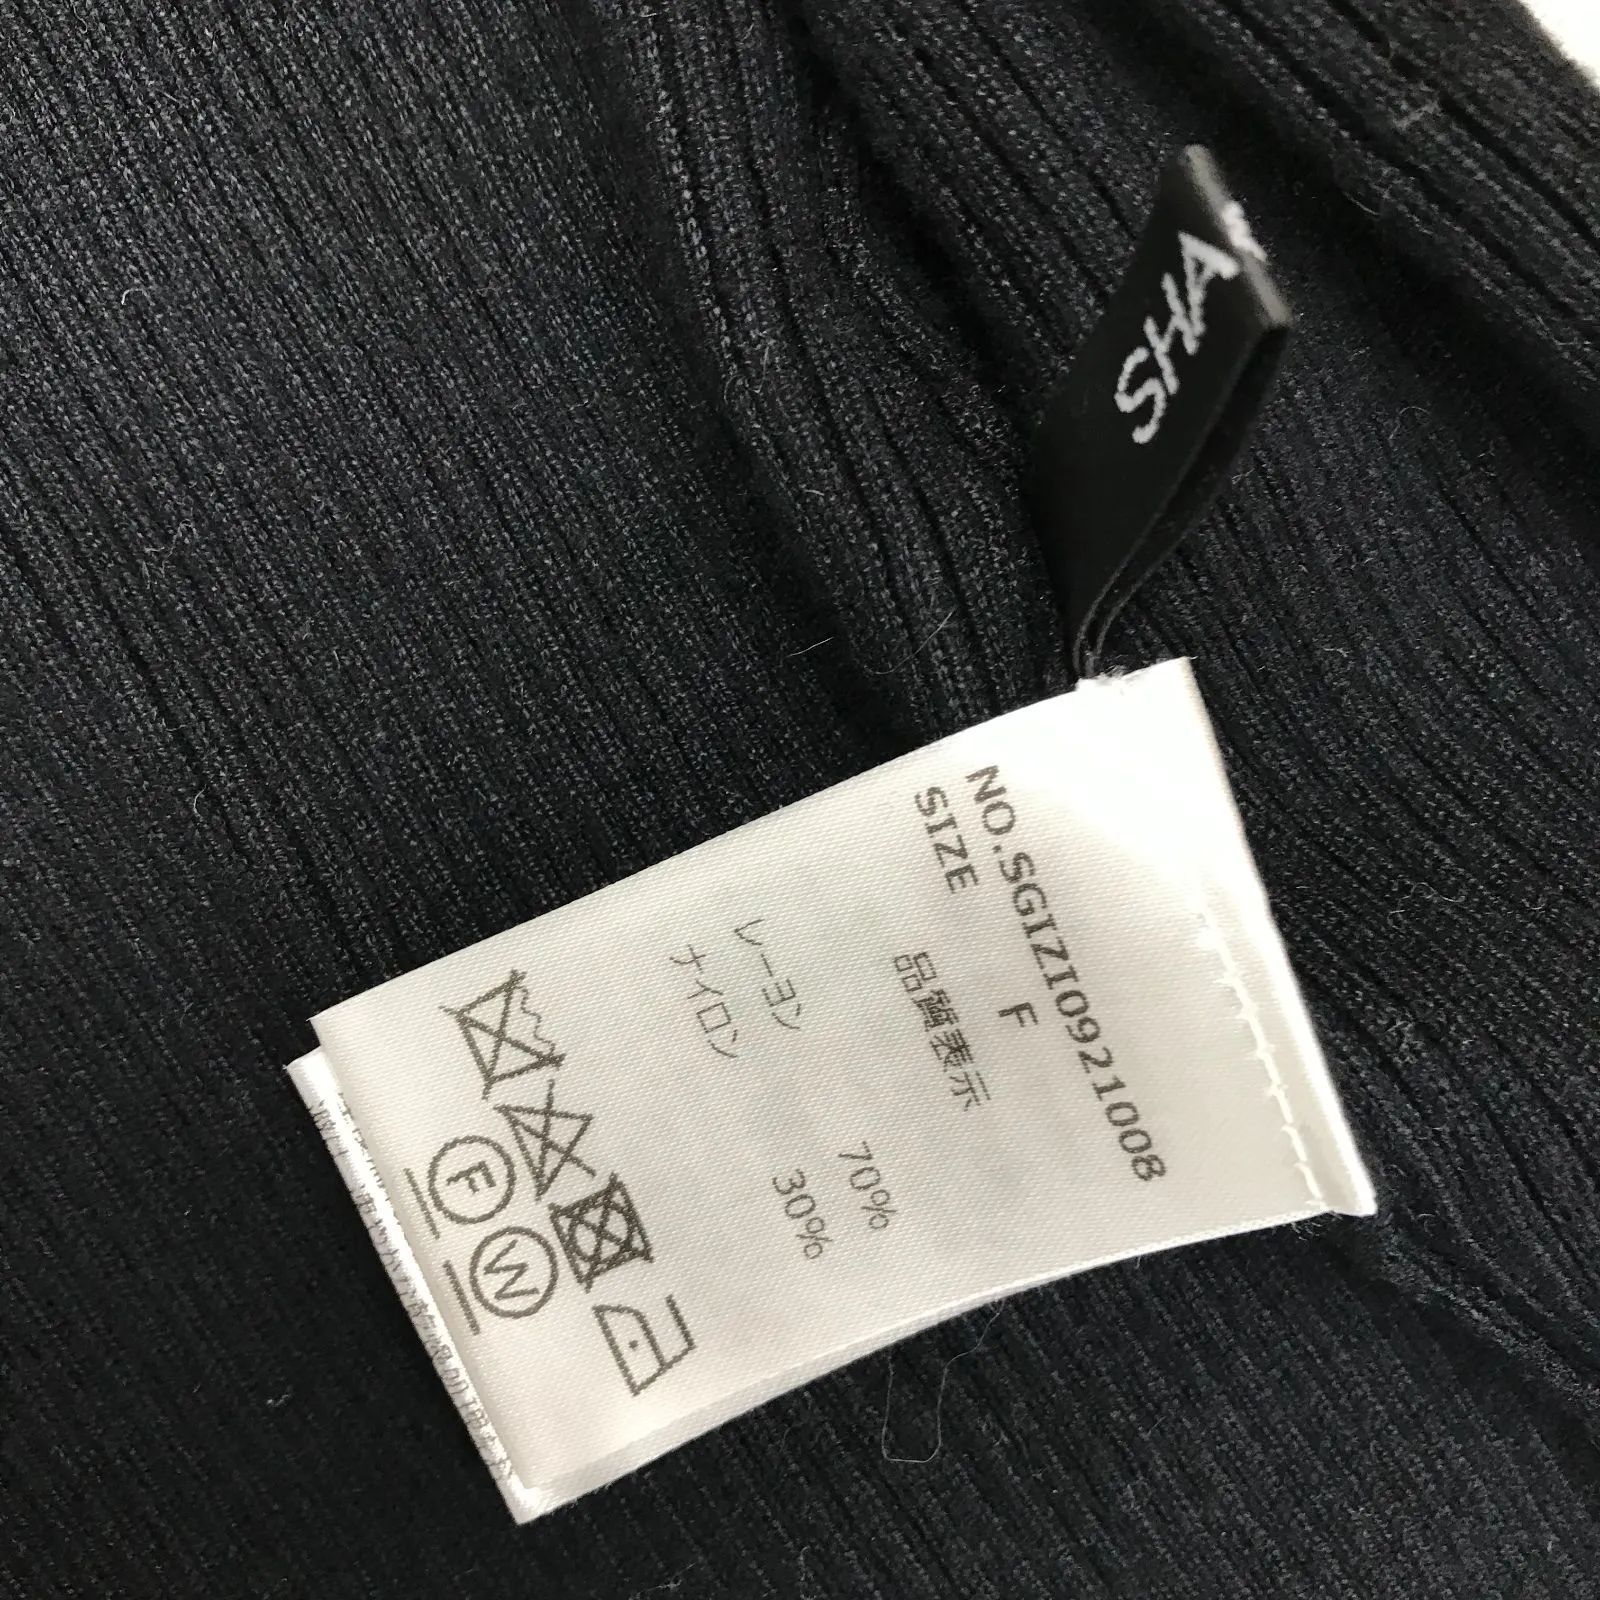 SHA
NO.SGIZI0921008
SIZE F
品質表示
レーヨン 70%
ナイロン 30%
F
W